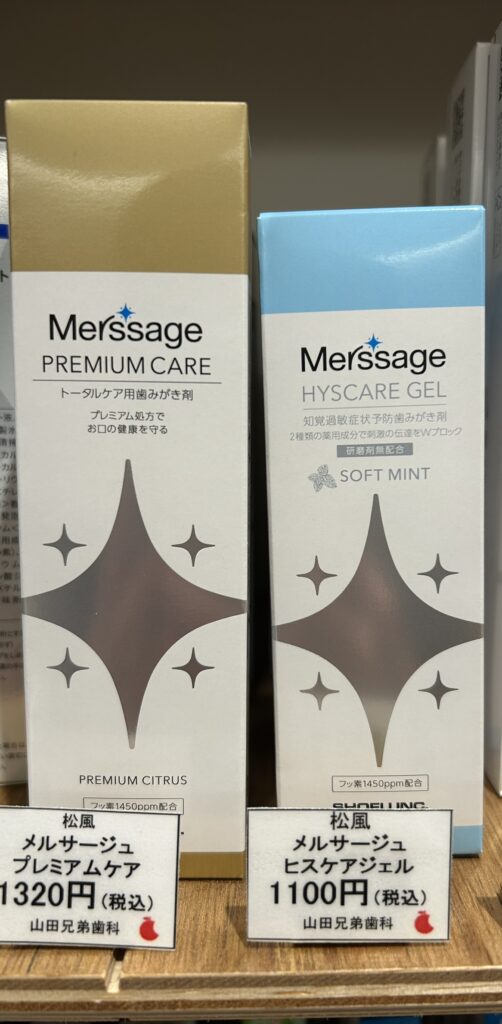 Merssage
PREMIUM CARE
トータルケア用歯みがき剤
プレミアム処方で
お口の健康を守る
PREMIUM CITRUS
フッ素1450ppm配合
松風
メルサージュ
プレミアムケア
1320円(税込)
山田兄弟歯科
Merssage
HYSCARE GEL
知覚過敏症状予防歯みがき剤
2種類の薬用成分で刺激の伝達をWブロック
研磨剤無配合
SOFT MINT
フッ素1450ppm配合
SHOFU INC.
松風
メルサージュ
ヒスケアジェル
1100円(税込)
山田兄弟歯科